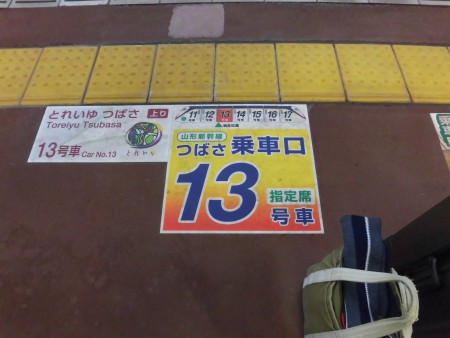 とれいゆ つばさ 上り
Toreiyu Tsubasa
13号車 Car No.13
とれいゆ
11 12 13 14 15 16 17
山形新幹線
つばさ 乗車口
13 指定席
号車